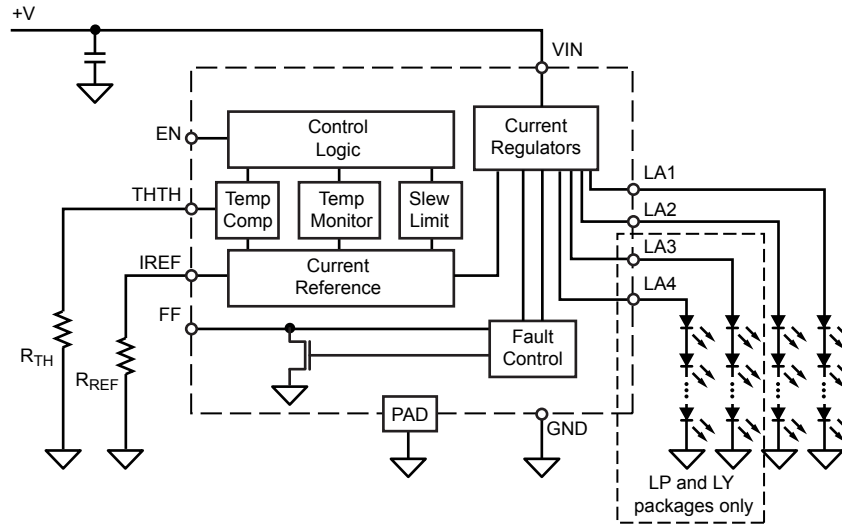 +V
VIN
EN
Control
Logic
Current
Regulators
THTH
Temp
Comp
Temp
Monitor
Slew
Limit
LA1
LA2
LA3
LA4
IREF
Current
Reference
FF
Fault
Control
RTH
RREF
PAD
GND
LP and LY
packages only